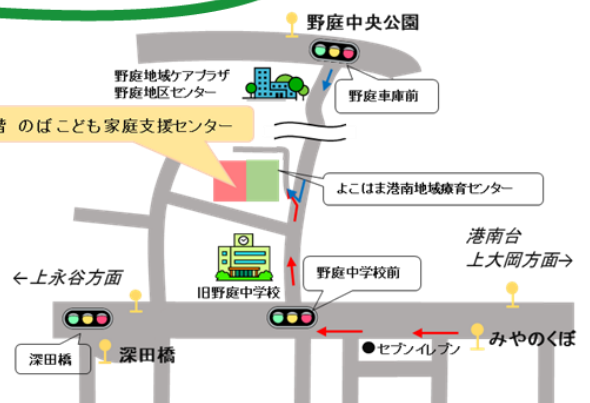 野庭中央公園
野庭地域ケアプラザ
野庭地区センター
野庭車庫前
階 のばこども家庭支援センター
よこはま港南地域療育センター
港南台
上大岡方面→
←上永谷方面
旧野庭中学校
野庭中学校前
深田橋
深田橋
●セブンイレブン
みやのくぼ